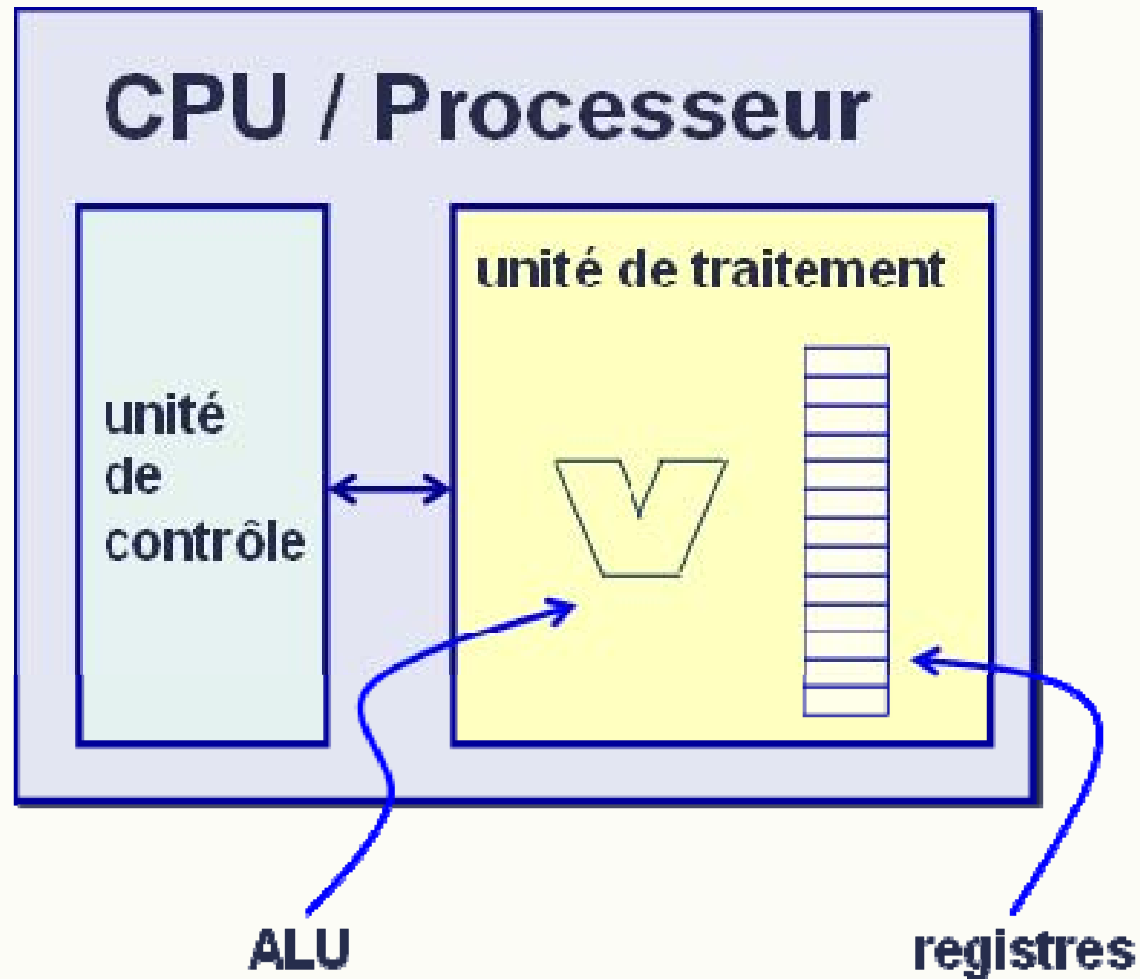 CPU / Processeur
unité de traitement
unité
de
contrôle
ALU
registres